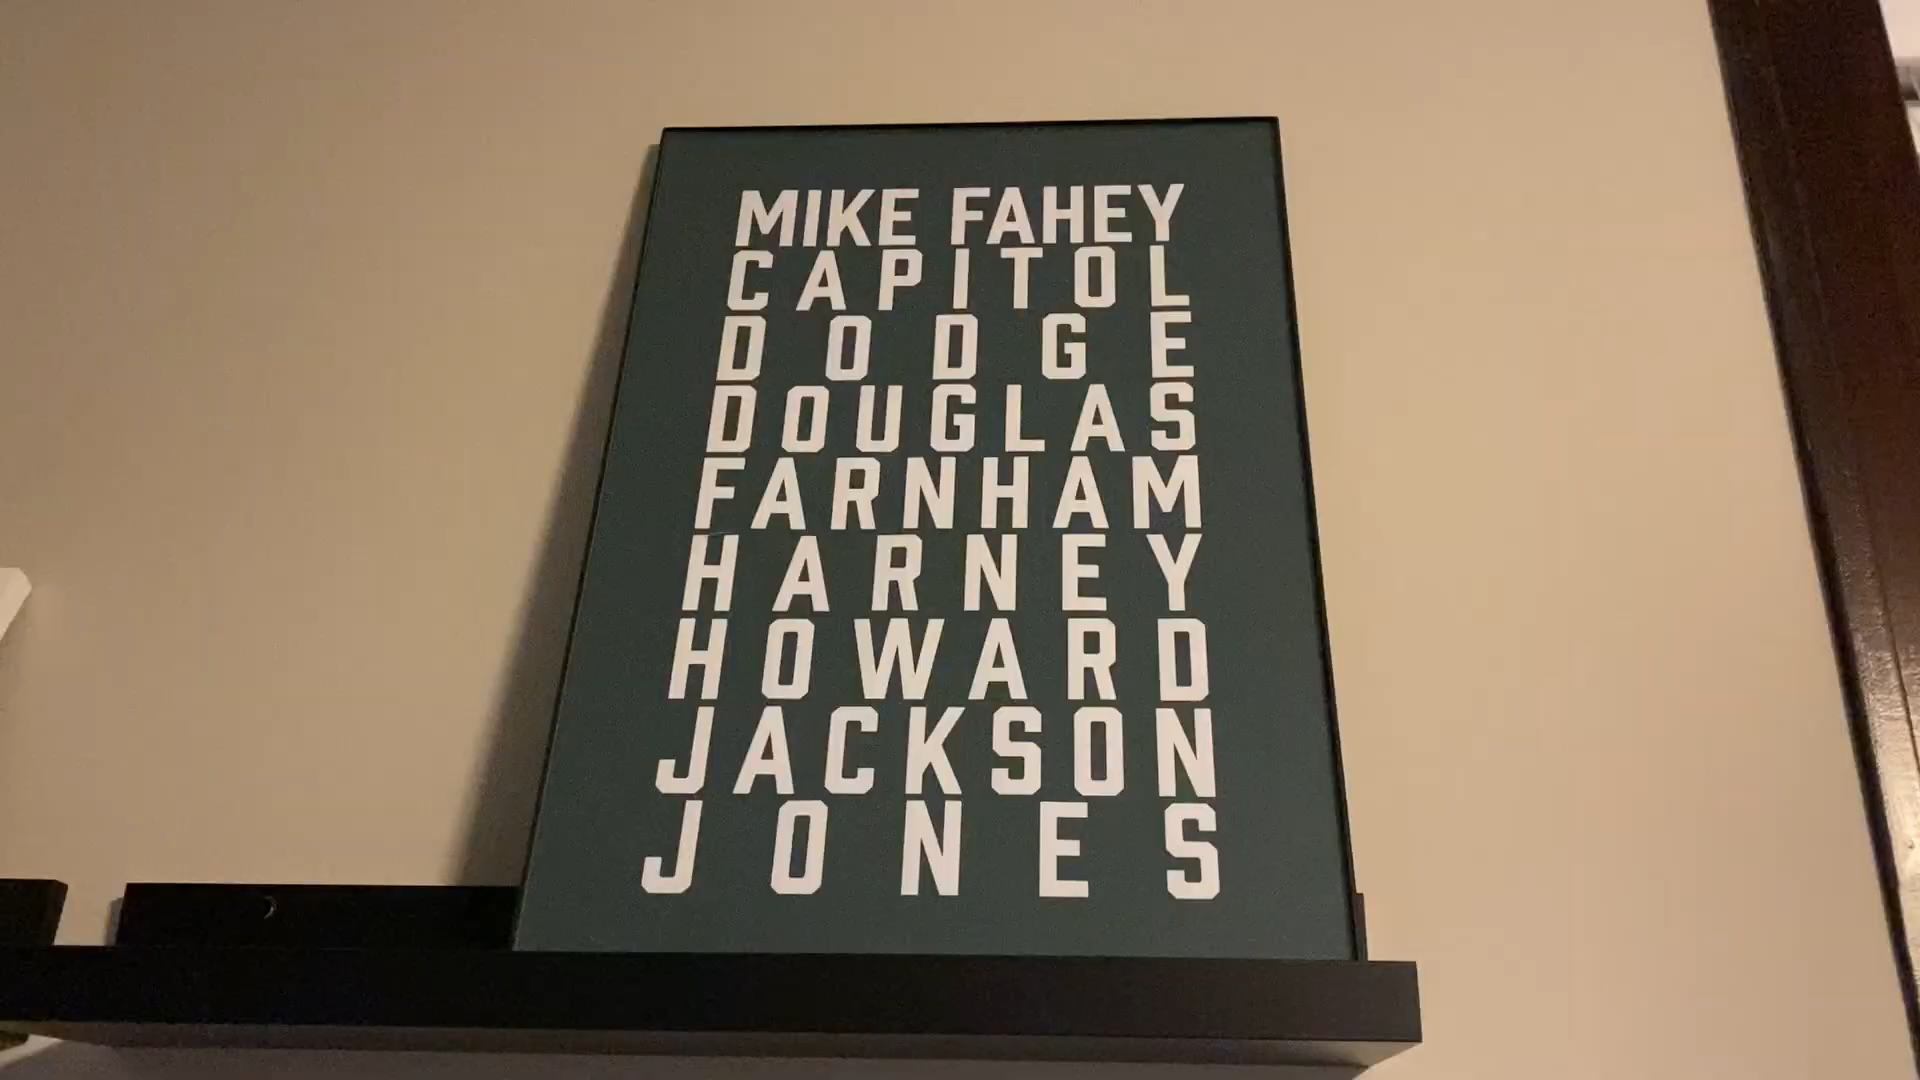 MIKE FAHEY
CAPITOL
DODGE
DOUGLAS
FARNHAM
HARNEY
HOWARD
JACKSON
JONES